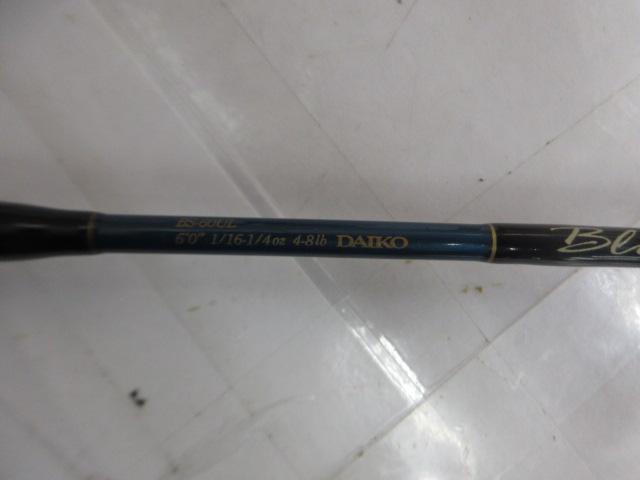 BS-60UL
6'0" 1/16-1/4oz 4-8lb DAIKO